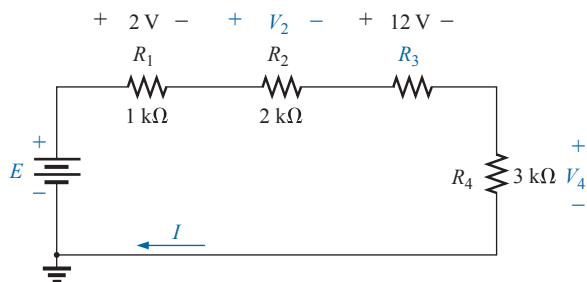 + 2 V − + V2 − + 12 V −
R1 R2 R3
1 kΩ 2 kΩ
+
E
−
R4 3 kΩ
+
V4
−
I